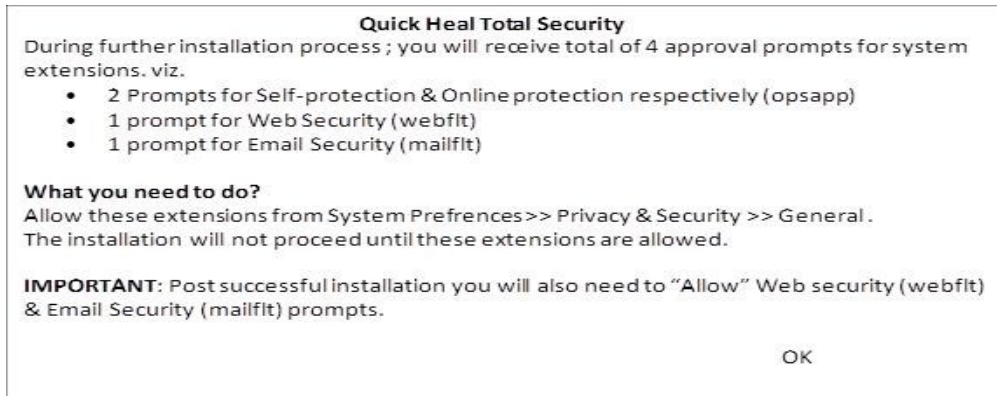 Quick Heal Total Security
During further installation process ; you will receive total of 4 approval prompts for system
extensions. viz.
• 2 Prompts for Self-protection & Online protection respectively (opsapp)
• 1 prompt for Web Security (webflt)
• 1 prompt for Email Security (mailflt)
What you need to do?
Allow these extensions from System Prefrences>> Privacy & Security >> General.
The installation will not proceed until these extensions are allowed.
IMPORTANT: Post successful installation you will also need to “Allow” Web security (webflt)
& Email Security (mailflt) prompts.
OK